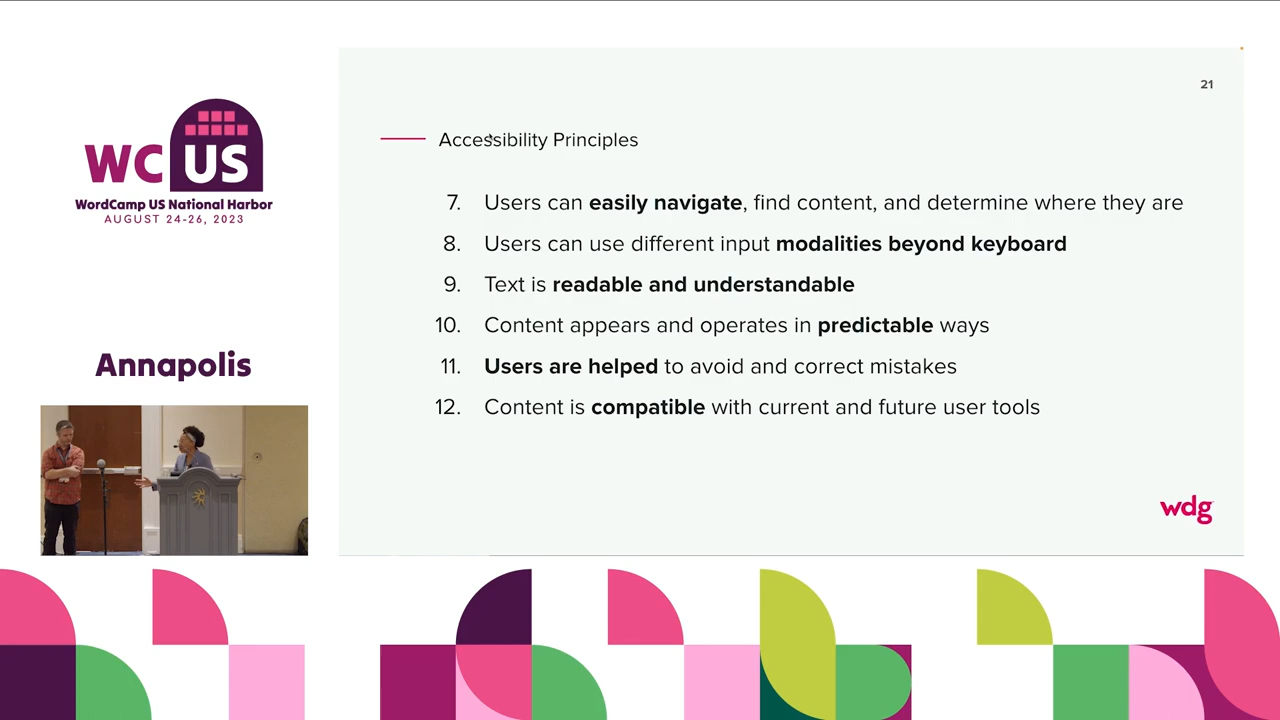 WC US
WordCamp US National Harbor
AUGUST 24-26, 2023
Annapolis
21
Accessibility Principles
7. Users can easily navigate, find content, and determine where they are
8. Users can use different input modalities beyond keyboard
9. Text is readable and understandable
10. Content appears and operates in predictable ways
11. Users are helped to avoid and correct mistakes
12. Content is compatible with current and future user tools
wdg